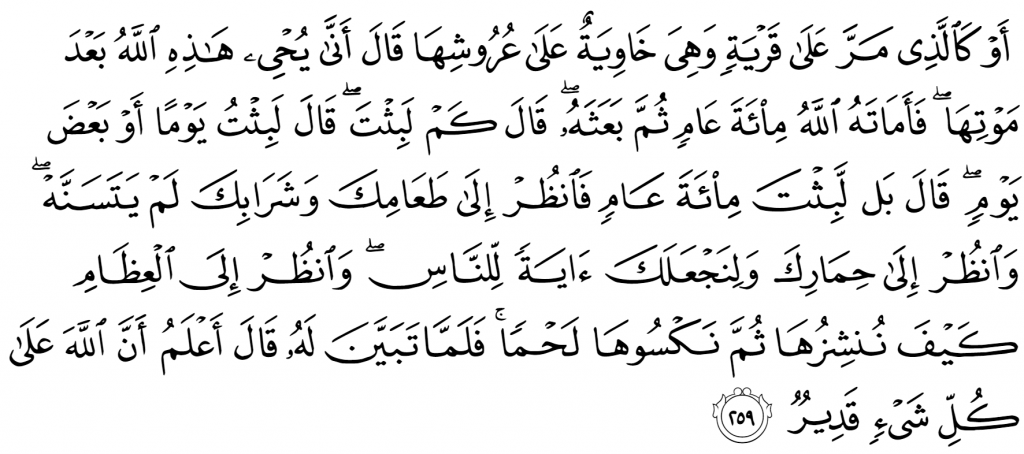 أَوۡ كَٱلَّذِى مَرَّ عَلَىٰ قَرۡيَةٍ۬ وَهِىَ خَاوِيَةٌ عَلَىٰ عُرُوشِهَا قَالَ أَنَّىٰ يُحۡىِۦ هَـٰذِهِ ٱللَّهُ بَعۡدَ
مَوۡتِهَا‌ۖ فَأَمَاتَهُ ٱللَّهُ مِاْئَةَ عَامٍ۬ ثُمَّ بَعَثَهُۥ‌ۖ قَالَ ڪَمۡ لَبِثۡتَ‌ۖ قَالَ لَبِثۡتُ يَوۡمًا أَوۡ بَعۡضَ
يَوۡمٍ۬‌ۖ قَالَ بَل لَّبِثۡتَ مِاْئَةَ عَامٍ۬ فَٱنظُرۡ إِلَىٰ طَعَامِكَ وَشَرَابِكَ لَمۡ يَتَسَنَّهۡ‌ۖ
وَٱنظُرۡ إِلَىٰ حِمَارِكَ وَلِنَجۡعَلَكَ ءَايَةً۬ لِّلنَّاسِ‌ۖ وَٱنظُرۡ إِلَى ٱلۡعِظَامِ
ڪَيۡفَ نُنشِزُهَا ثُمَّ نَكۡسُوهَا لَحۡمً۬ا‌ۚ فَلَمَّا تَبَيَّنَ لَهُۥ قَالَ أَعۡلَمُ أَنَّ ٱللَّهَ عَلَىٰ
ڪُلِّ شَىۡءٍ۬ قَدِيرٌ۬ ٢٥٩